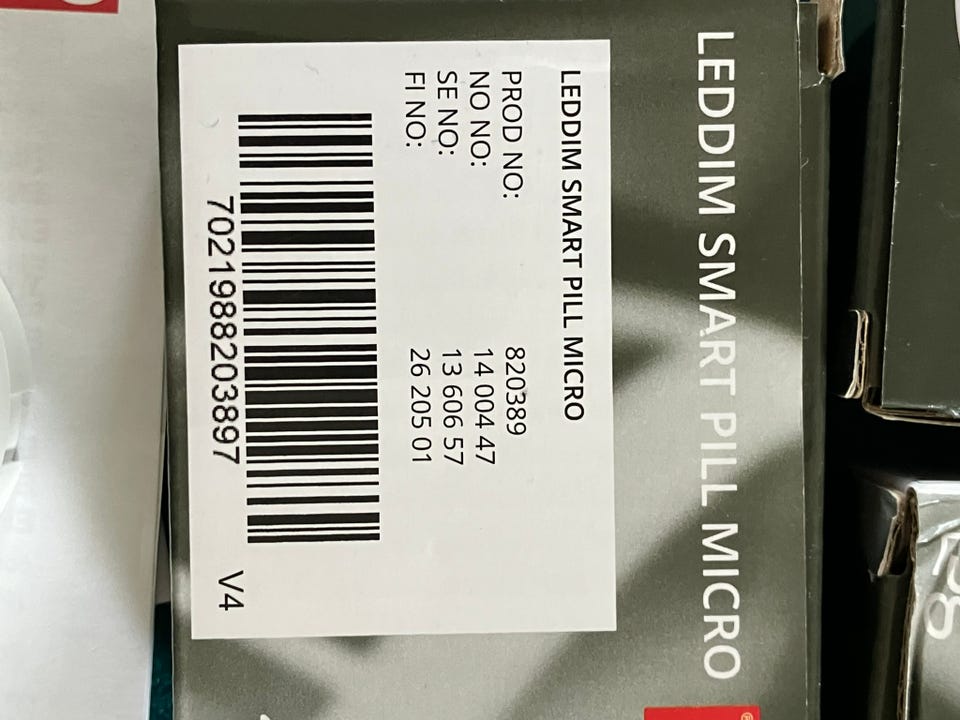 LEDDIM SMART PILL MICRO
LEDDIM SMART PILL MICRO
PROD NO: 820389
NO NO: 14 004 47
SE NO: 13 606 57
FI NO: 26 205 01
7021988203897
V4
®